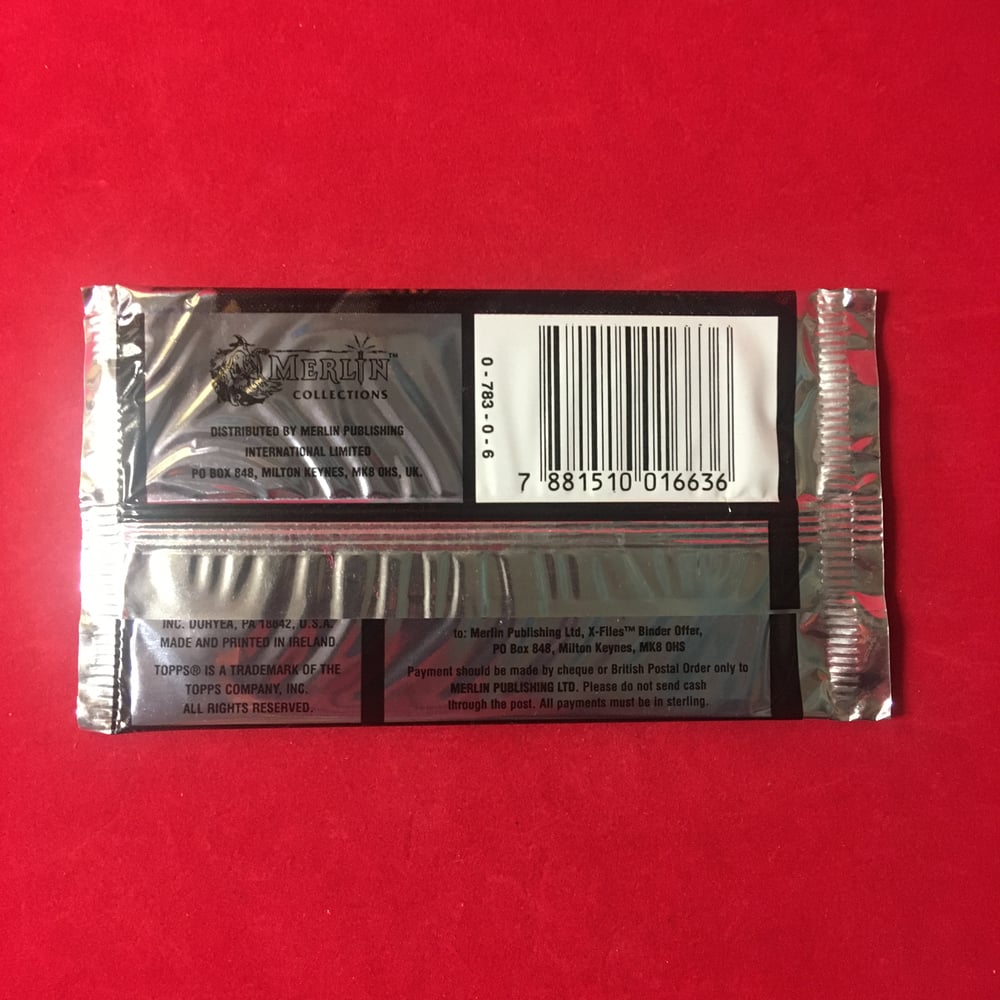 MERLIN™
COLLECTIONS
DISTRIBUTED BY MERLIN PUBLISHING
INTERNATIONAL LIMITED
PO BOX 848, MILTON KEYNES, MK8 0HS, UK.
0-783-0-6
7 881510 016636
INC. DURYEA, PA 18642, U.S.A.
MADE AND PRINTED IN IRELAND
TOPPS® IS A TRADEMARK OF THE
TOPPS COMPANY, INC.
ALL RIGHTS RESERVED.
to: Merlin Publishing Ltd, X-Files™ Binder Offer,
PO Box 848, Milton Keynes, MK8 0HS
Payment should be made by cheque or British Postal Order only to
MERLIN PUBLISHING LTD. Please do not send cash
through the post. All payments must be in sterling.